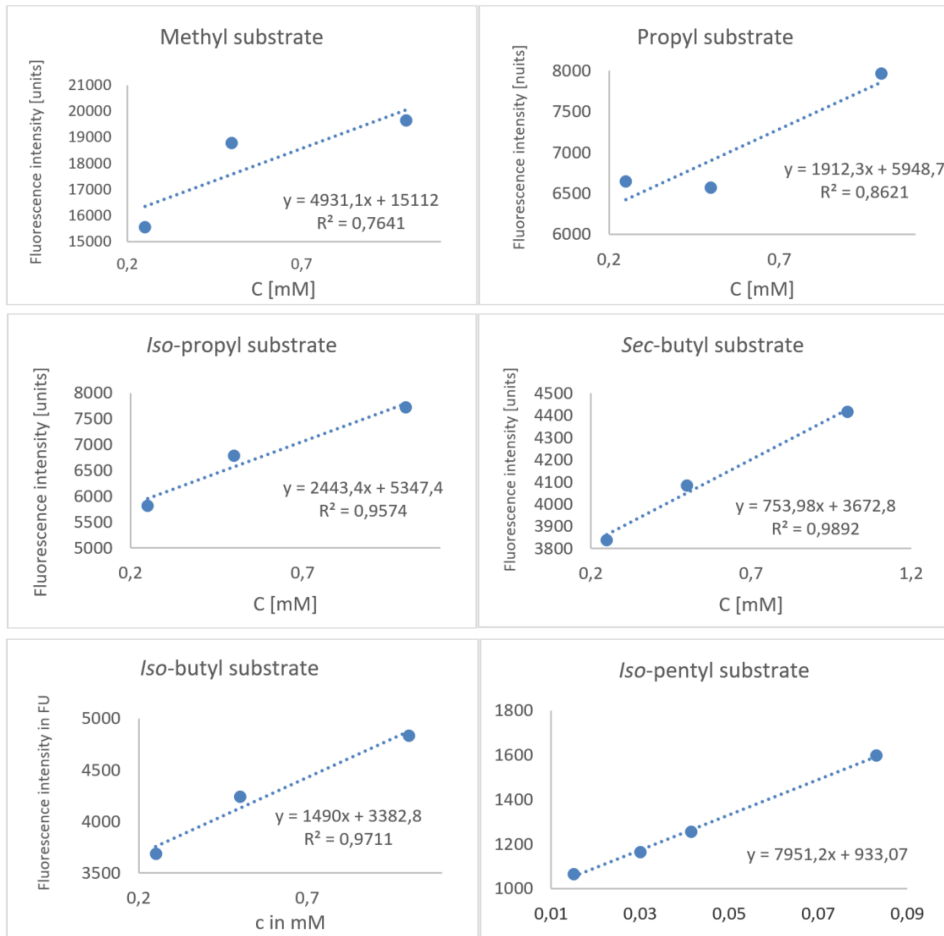 Methyl substrate
Fluorescence intensity [units]
21000
20000
19000
18000
17000
16000
15000
y = 4931,1x + 15112
R² = 0,7641
0,2
0,7
C [mM]
Propyl substrate
Fluorescence intensity [nuits]
8000
7500
7000
6500
6000
y = 1912,3x + 5948,7
R² = 0,8621
0,2
0,7
C [mM]
Iso-propyl substrate
Fluorescence intensity [units]
8000
7500
7000
6500
6000
5500
5000
y = 2443,4x + 5347,4
R² = 0,9574
0,2
0,7
C [mM]
Sec-butyl substrate
Fluorescence intensity [units]
4500
4400
4300
4200
4100
4000
3900
3800
y = 753,98x + 3672,8
R² = 0,9892
0,2
0,7
1,2
C [mM]
Iso-butyl substrate
Fluorescence intensity in FU
5000
4500
4000
3500
y = 1490x + 3382,8
R² = 0,9711
0,2
0,7
c in mM
Iso-pentyl substrate
1800
1600
1400
1200
1000
y = 7951,2x + 933,07
0,01
0,03
0,05
0,07
0,09